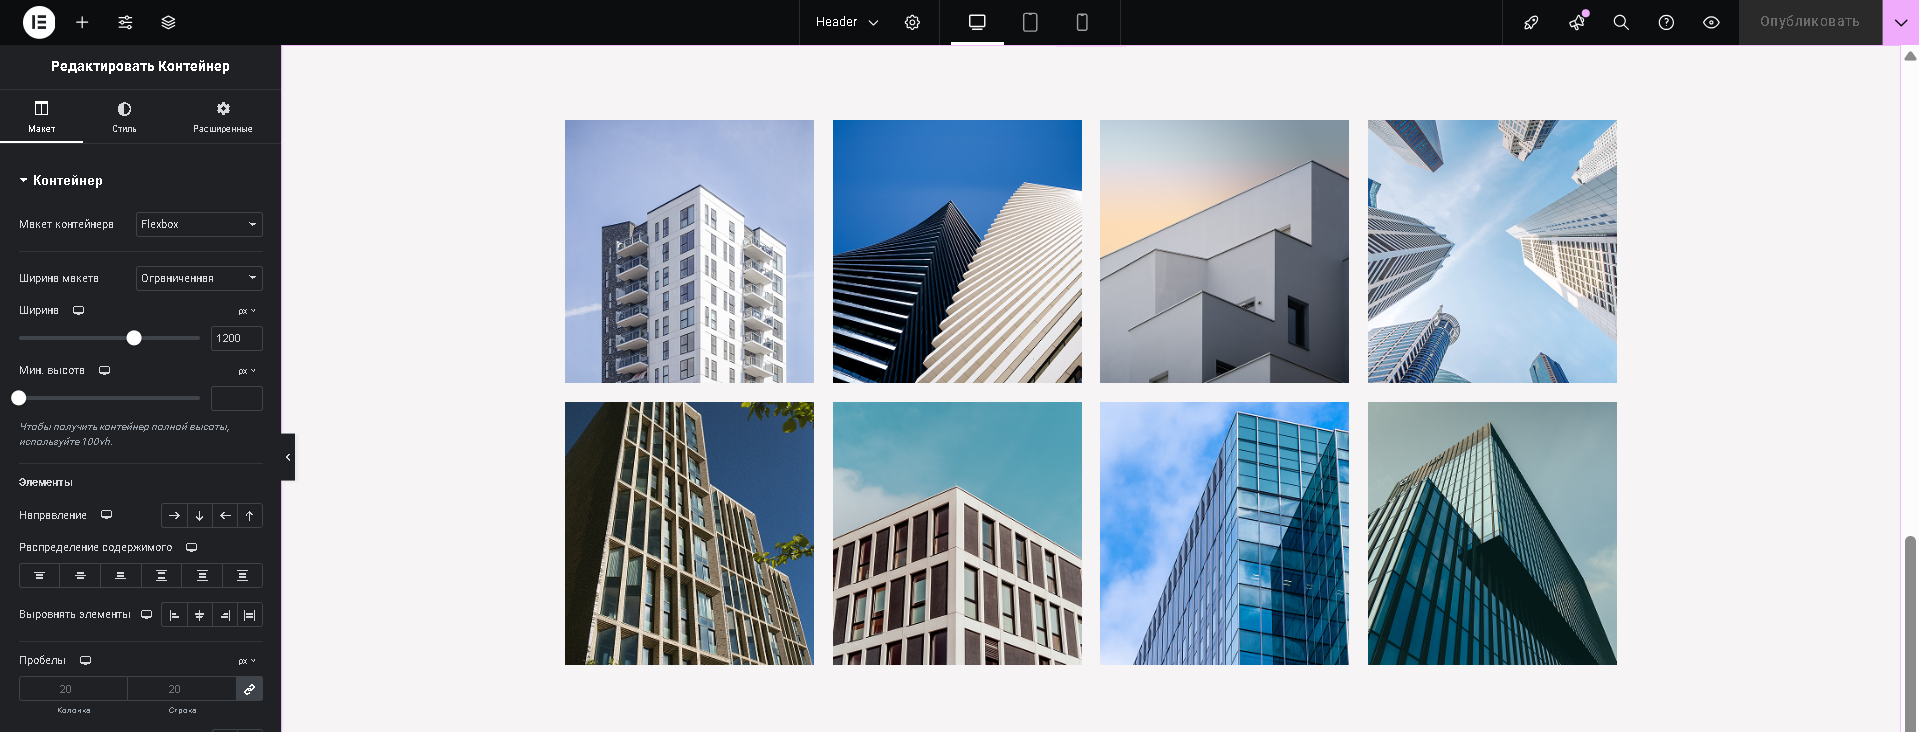 Header
Опубликовать
Редактировать Контейнер
Макет
Стиль
Расширенные
Контейнер
Макет контейнера
Flexbox
Ширина макета
Ограниченная
Ширина
px
1200
Мин. высота
px
Чтобы получить контейнер полной высоты,
используйте 100vh.
Элементы
Направление
Распределение содержимого
Выровнять элементы
Пробелы
px
20
20
Колонка
Строка